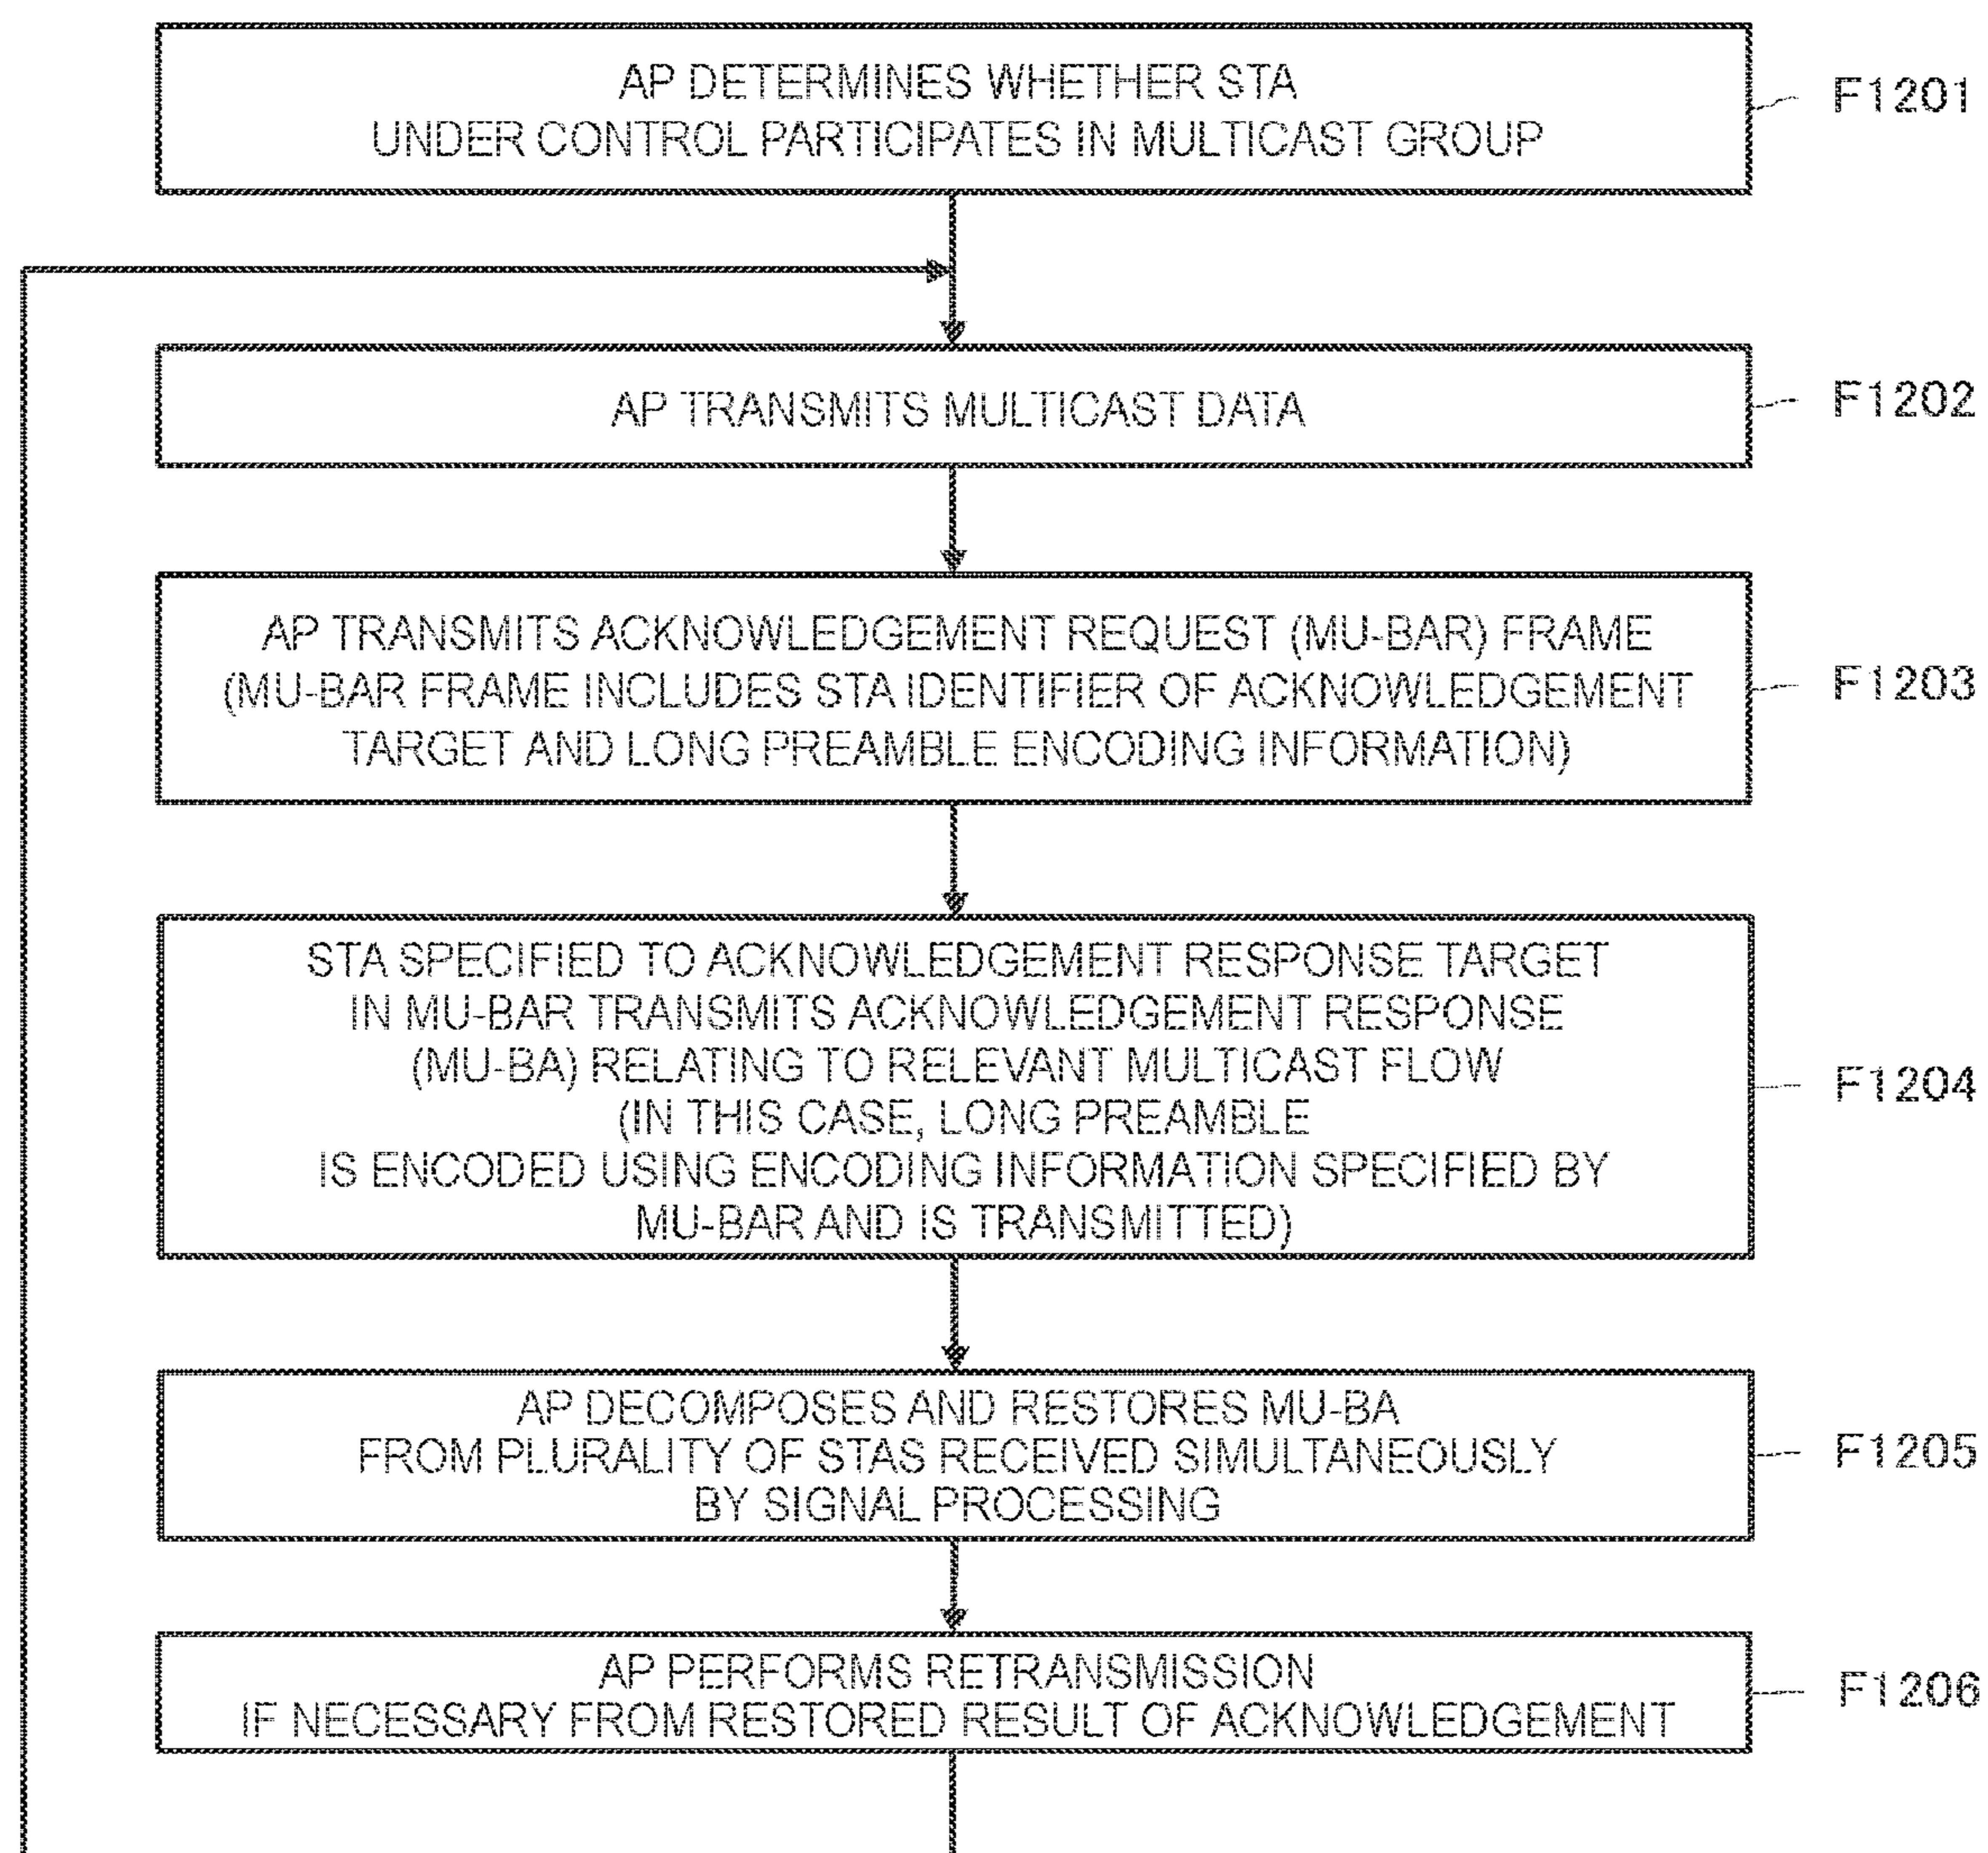 AP DETERMINES WHETHER STA
UNDER CONTROL PARTICIPATES IN MULTICAST GROUP
F1201
AP TRANSMITS MULTICAST DATA
F1202
AP TRANSMITS ACKNOWLEDGEMENT REQUEST (MU-BAR) FRAME
(MU-BAR FRAME INCLUDES STA IDENTIFIER OF ACKNOWLEDGEMENT
TARGET AND LONG PREAMBLE ENCODING INFORMATION)
F1203
STA SPECIFIED TO ACKNOWLEDGEMENT RESPONSE TARGET
IN MU-BAR TRANSMITS ACKNOWLEDGEMENT RESPONSE
(MU-BA) RELATING TO RELEVANT MULTICAST FLOW
(IN THIS CASE, LONG PREAMBLE
IS ENCODED USING ENCODING INFORMATION SPECIFIED BY
MU-BAR AND IS TRANSMITTED)
F1204
AP DECOMPOSES AND RESTORES MU-BA
FROM PLURALITY OF STAS RECEIVED SIMULTANEOUSLY
BY SIGNAL PROCESSING
F1205
AP PERFORMS RETRANSMISSION
IF NECESSARY FROM RESTORED RESULT OF ACKNOWLEDGEMENT
F1206